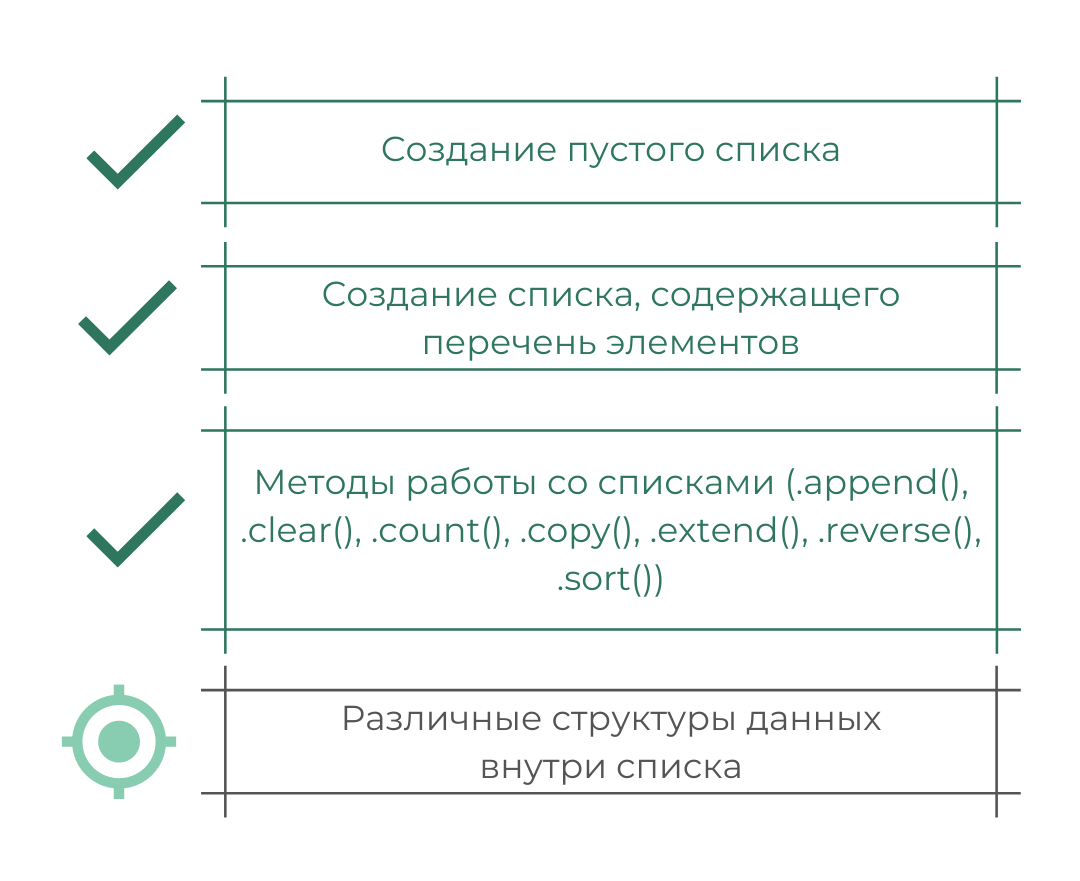 Создание пустого списка
Создание списка, содержащего
перечень элементов
Методы работы со списками (.append(),
.clear(), .count(), .copy(), .extend(), .reverse(),
.sort())
Различные структуры данных
внутри списка